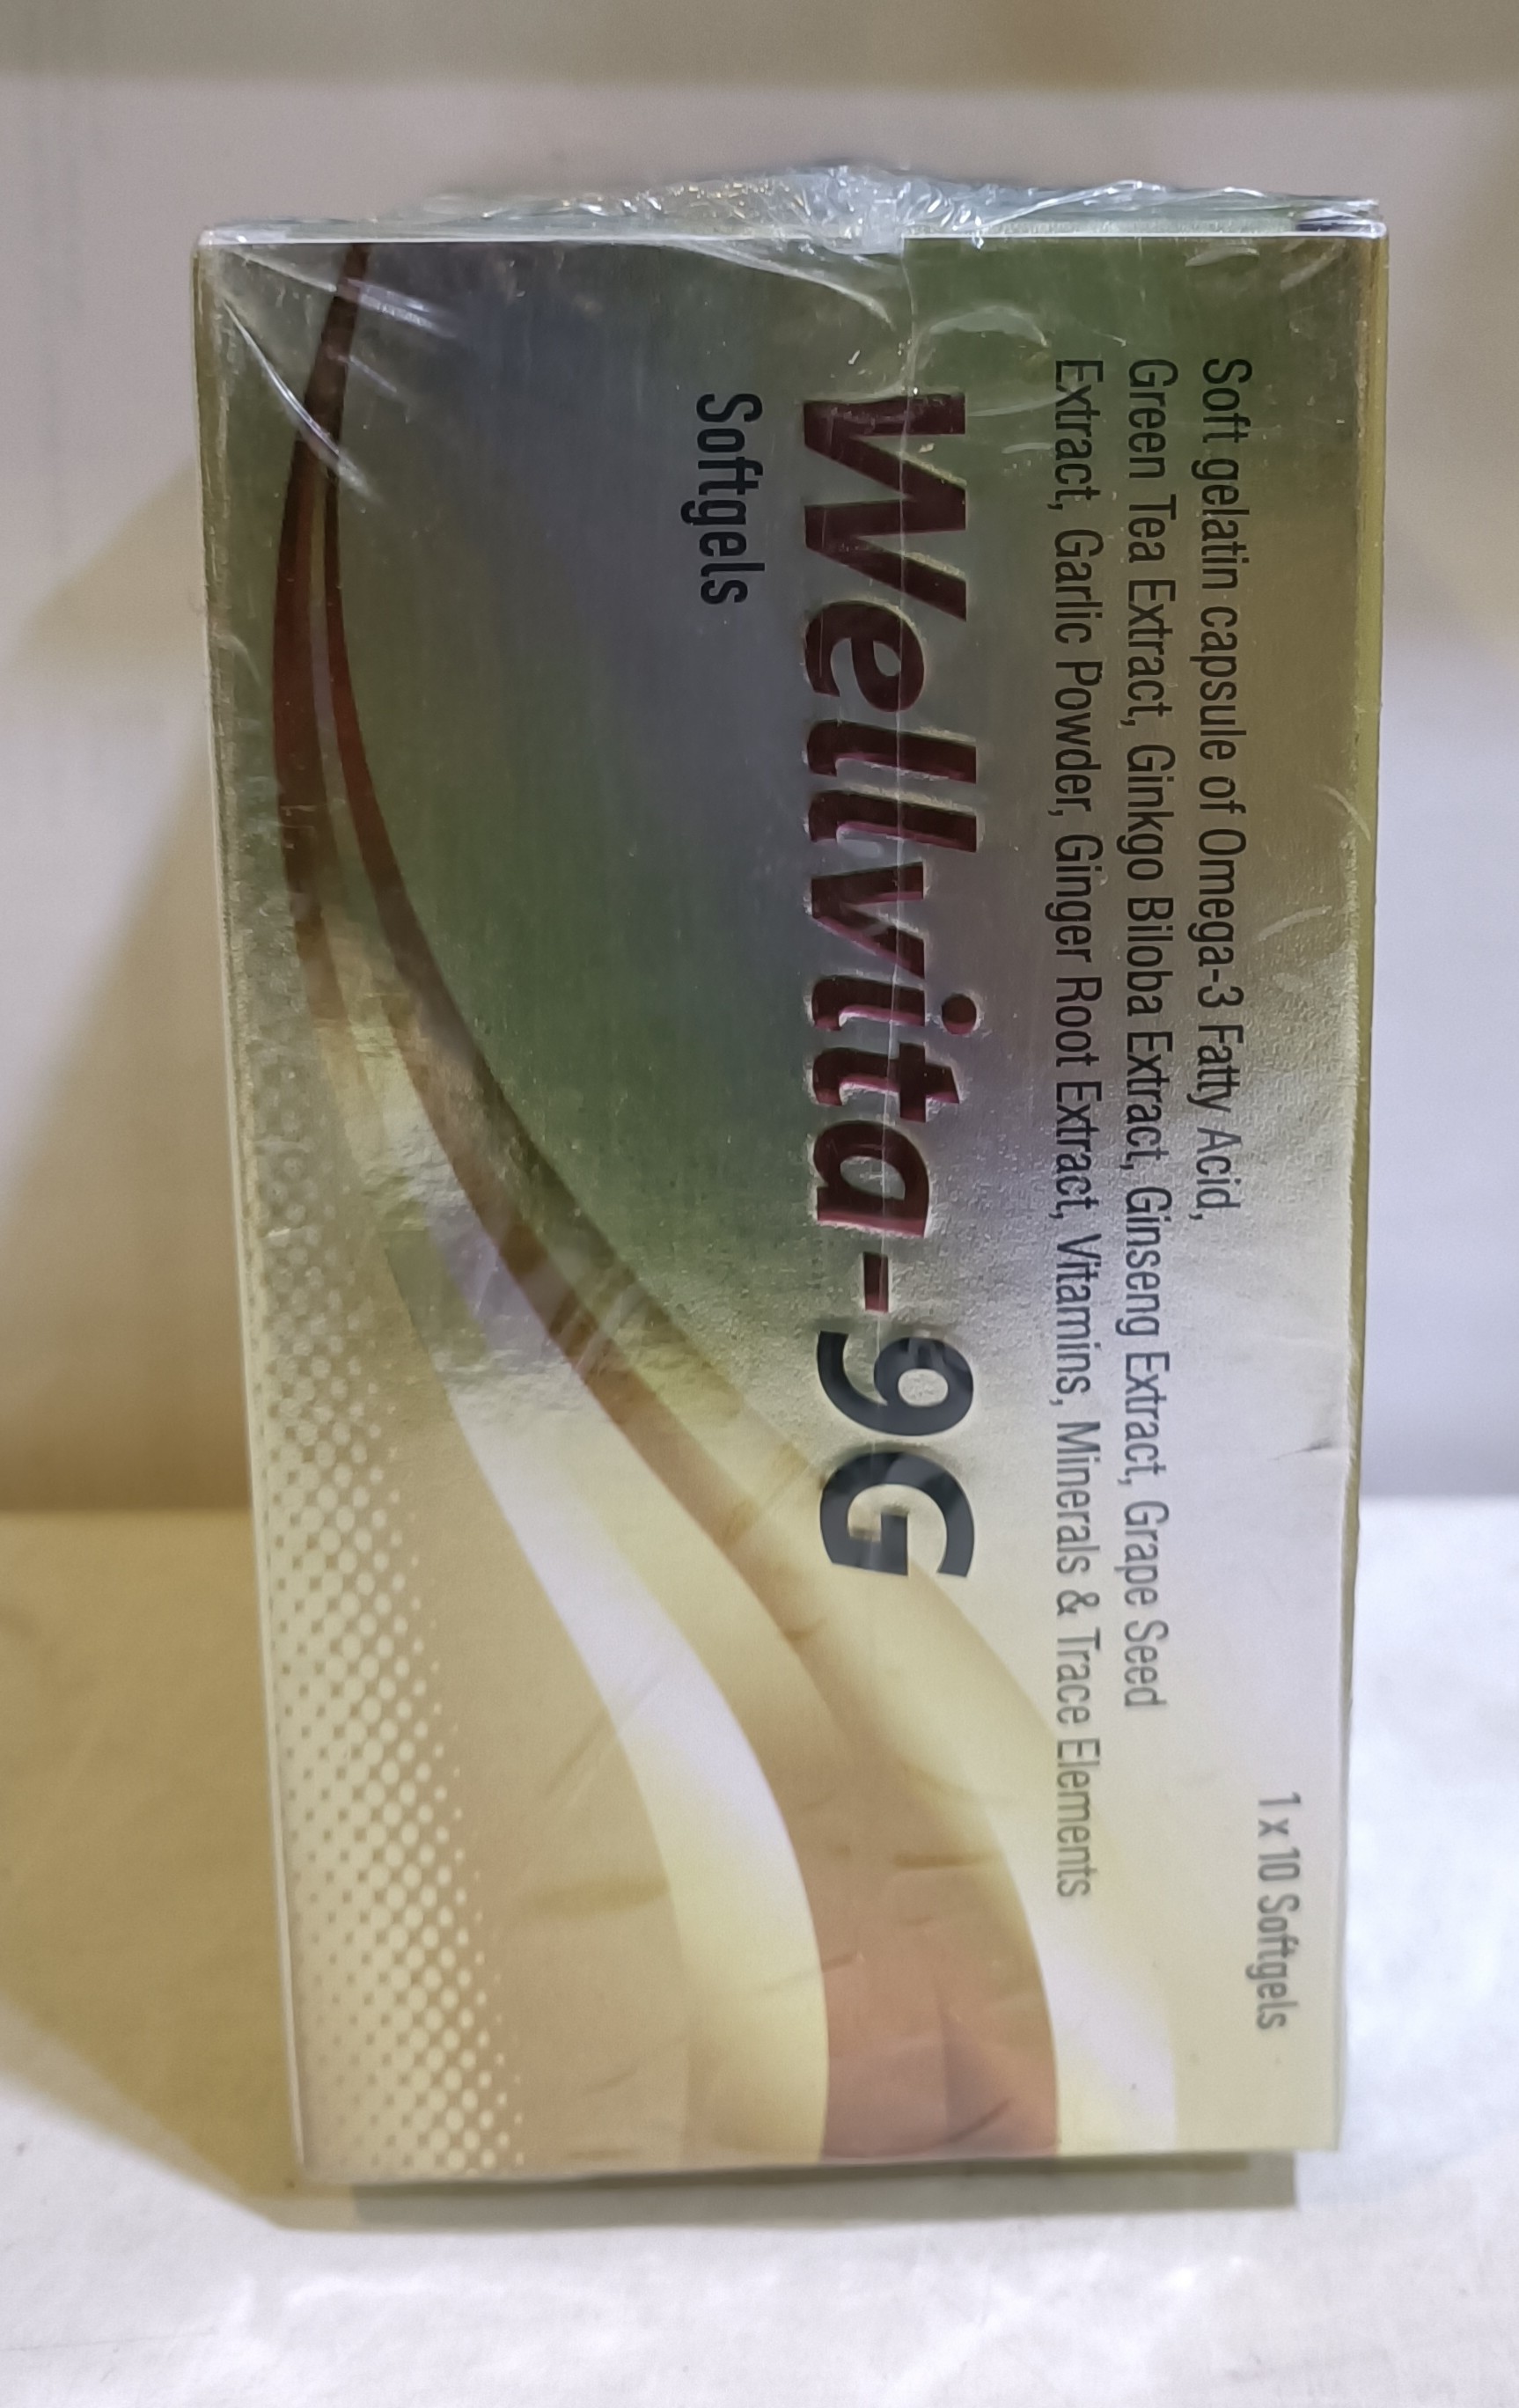 1 x 10 Softgels
Soft gelatin capsule of Omega-3 Fatty Acid,
Green Tea Extract, Ginkgo Biloba Extract, Ginseng Extract, Grape Seed
Extract, Garlic Powder, Ginger Root Extract, Vitamins, Minerals & Trace Elements
Wellvita-9G
Softgels